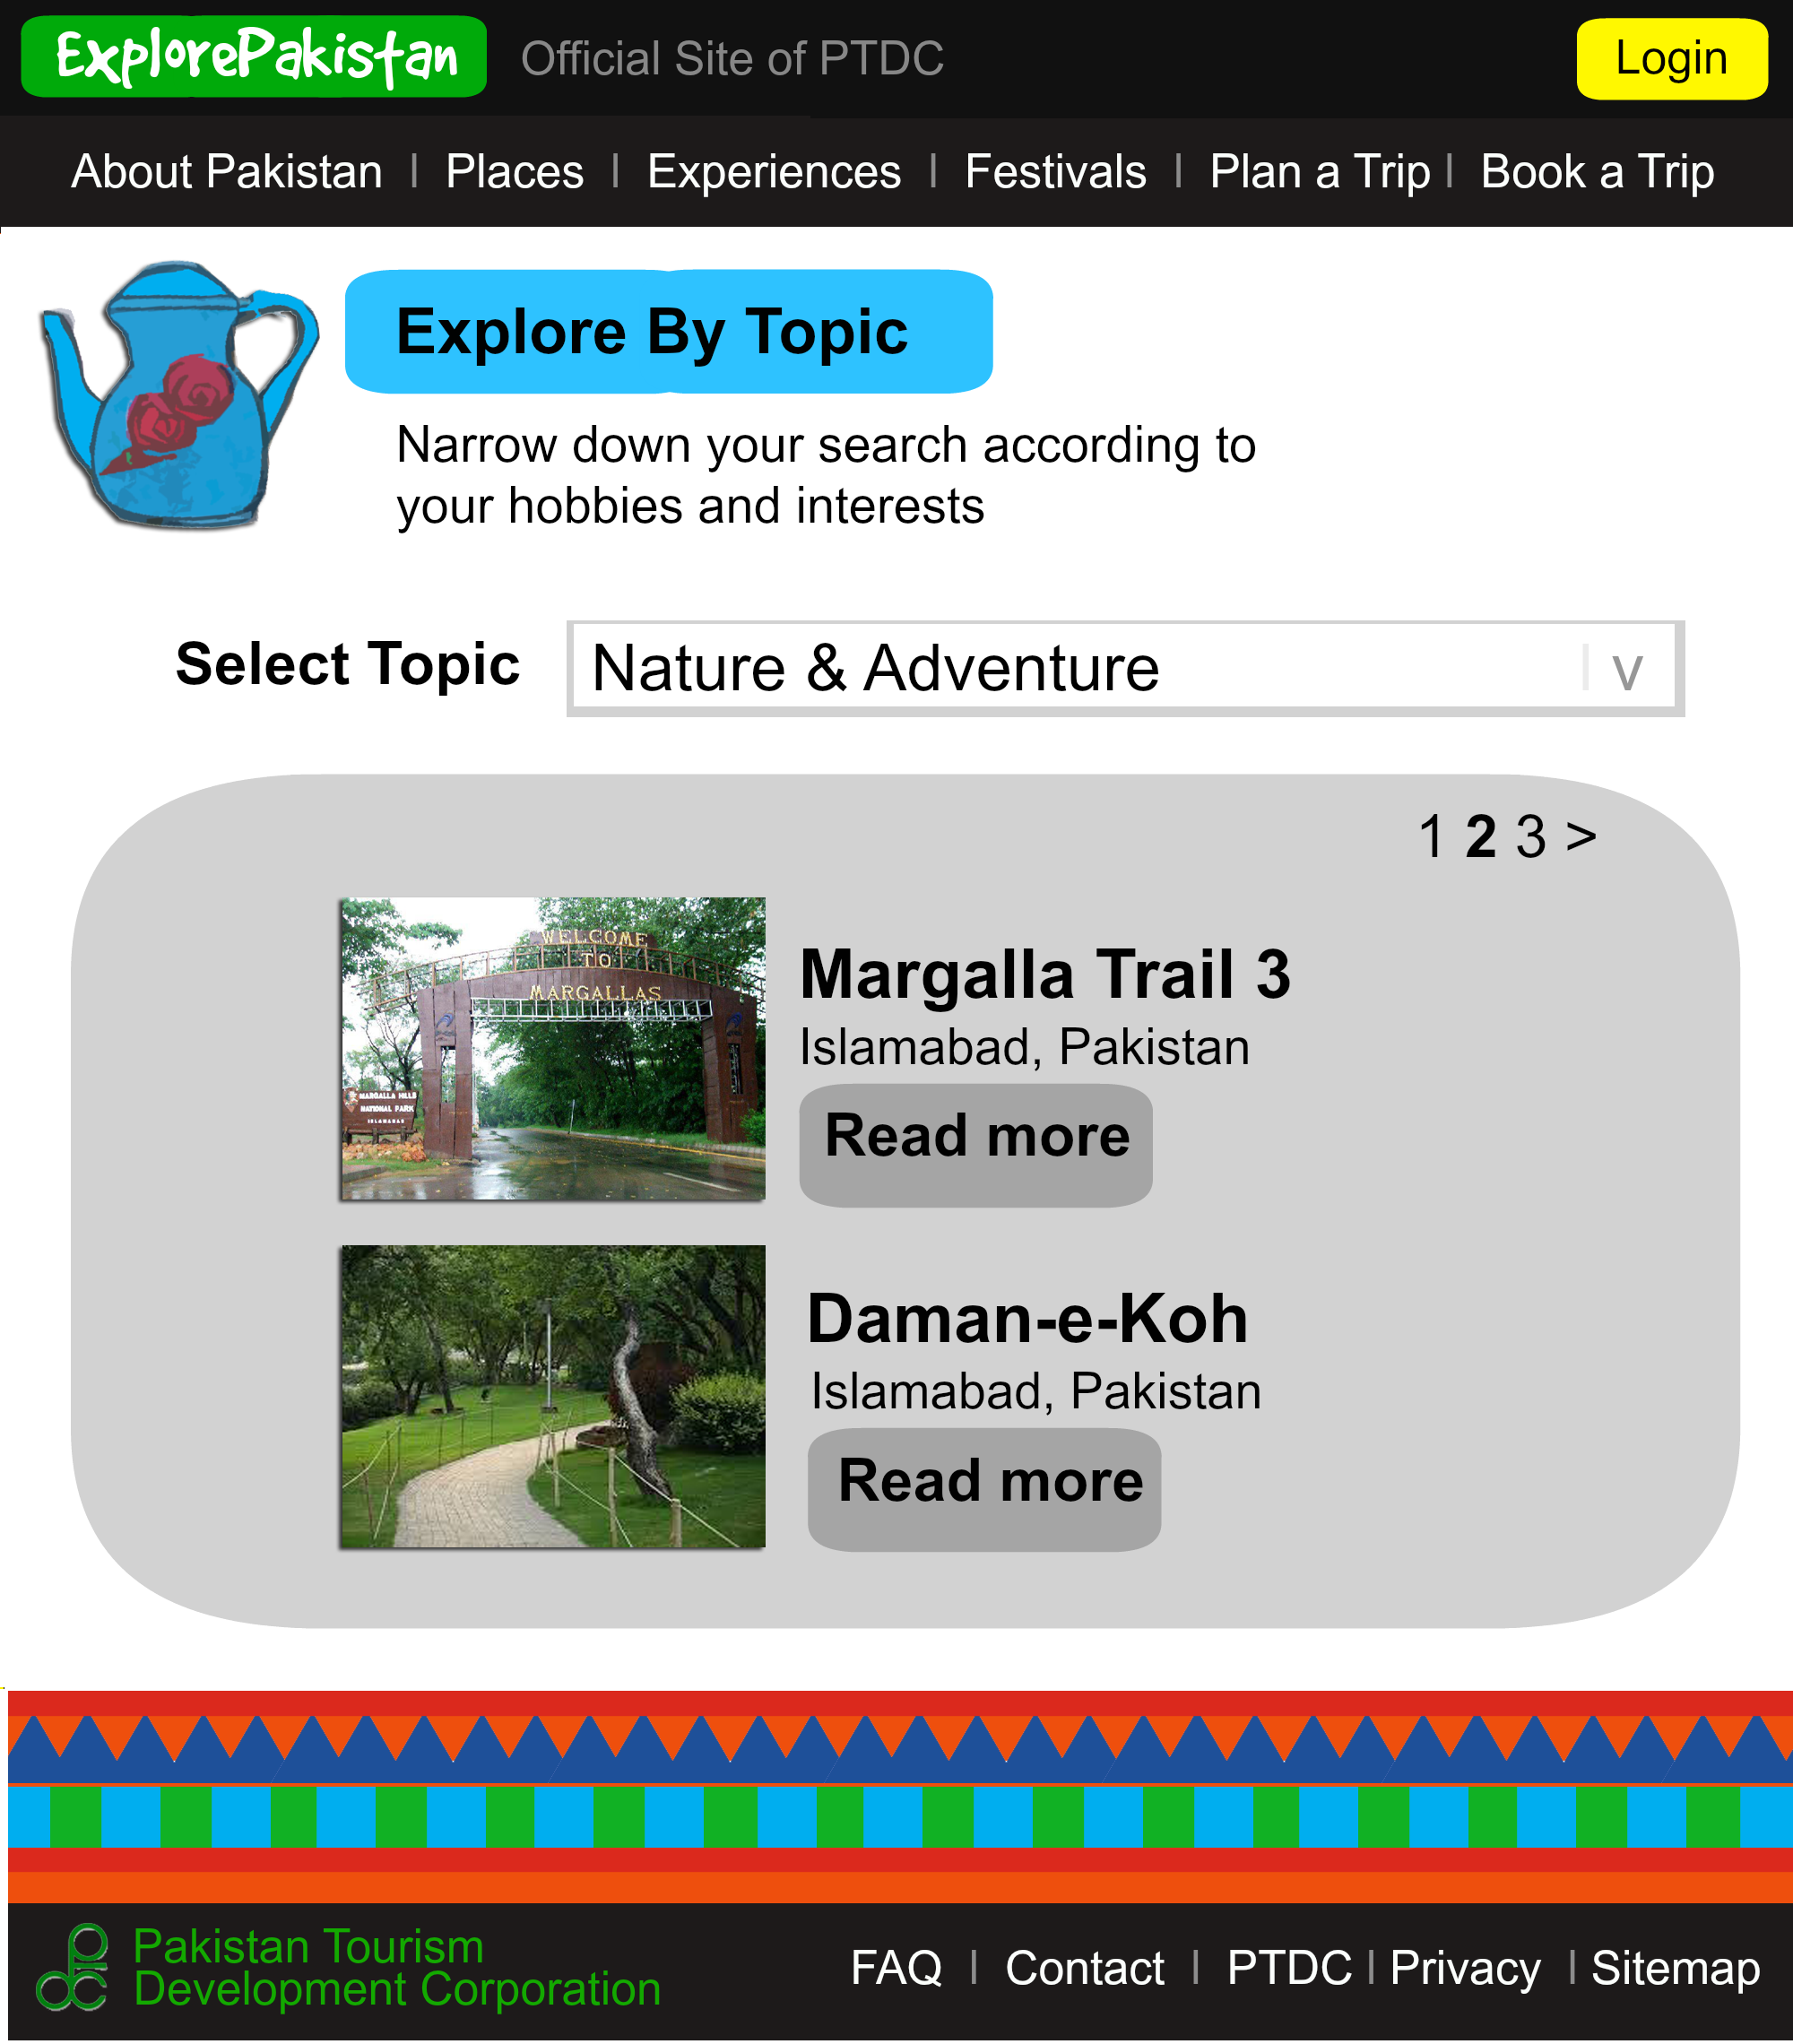 ExplorePakistan Official Site of PTDC Login
About Pakistan | Places | Experiences | Festivals | Plan a Trip | Book a Trip
Explore By Topic
Narrow down your search according to
your hobbies and interests
Select Topic Nature & Adventure | v
1 2 3 >
WELCOME
TO
MARGALLAS
MARGALLA HILLS
NATIONAL PARK
ISLAMABAD
Margalla Trail 3
Islamabad, Pakistan
Read more
Daman-e-Koh
Islamabad, Pakistan
Read more
Pakistan Tourism
Development Corporation
FAQ | Contact | PTDC | Privacy | Sitemap